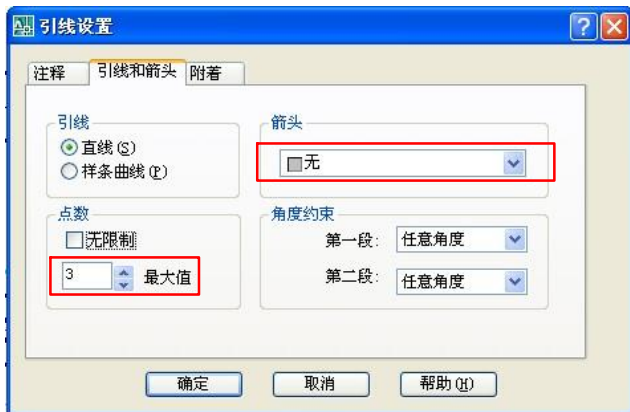 引线设置
注释 引线和箭头 附着
引线
直线(S)
样条曲线(P)
箭头
无
点数
无限制
3 最大值
角度约束
第一段: 任意角度
第二段: 任意角度
确定 取消 帮助(H)